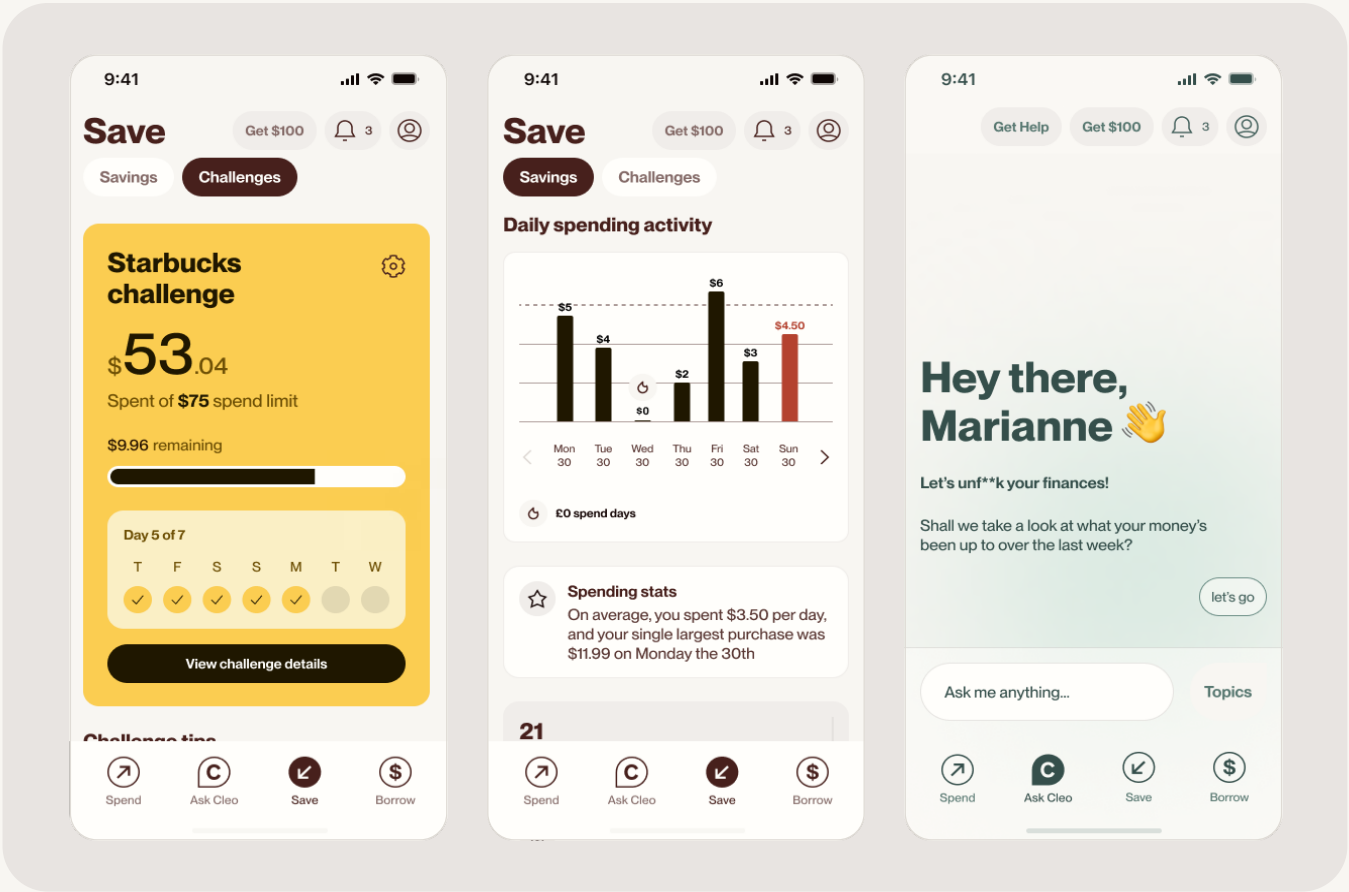 9:41
Save
Get $100
3
Savings
Challenges
Starbucks
challenge
$53.04
Spent of $75 spend limit
$9.96 remaining
Day 5 of 7
T F S S M T W
View challenge details
Challenge tips
Spend
C
Ask Cleo
Save
$
Borrow
9:41
Save
Get $100
3
Savings
Challenges
Daily spending activity
$5
$4
$0
$2
$6
$3
$4.50
Mon Tue Wed Thu Fri Sat Sun
30 30 30 30 30 30 30
£0 spend days
Spending stats
On average, you spent $3.50 per day,
and your single largest purchase was
$11.99 on Monday the 30th
21
Spend
C
Ask Cleo
Save
$
Borrow
9:41
Get Help
Get $100
3
Hey there,
Marianne 👋
Let's unf**k your finances!
Shall we take a look at what your money's
been up to over the last week?
let's go
Ask me anything...
Topics
Spend
C
Ask Cleo
Save
$
Borrow